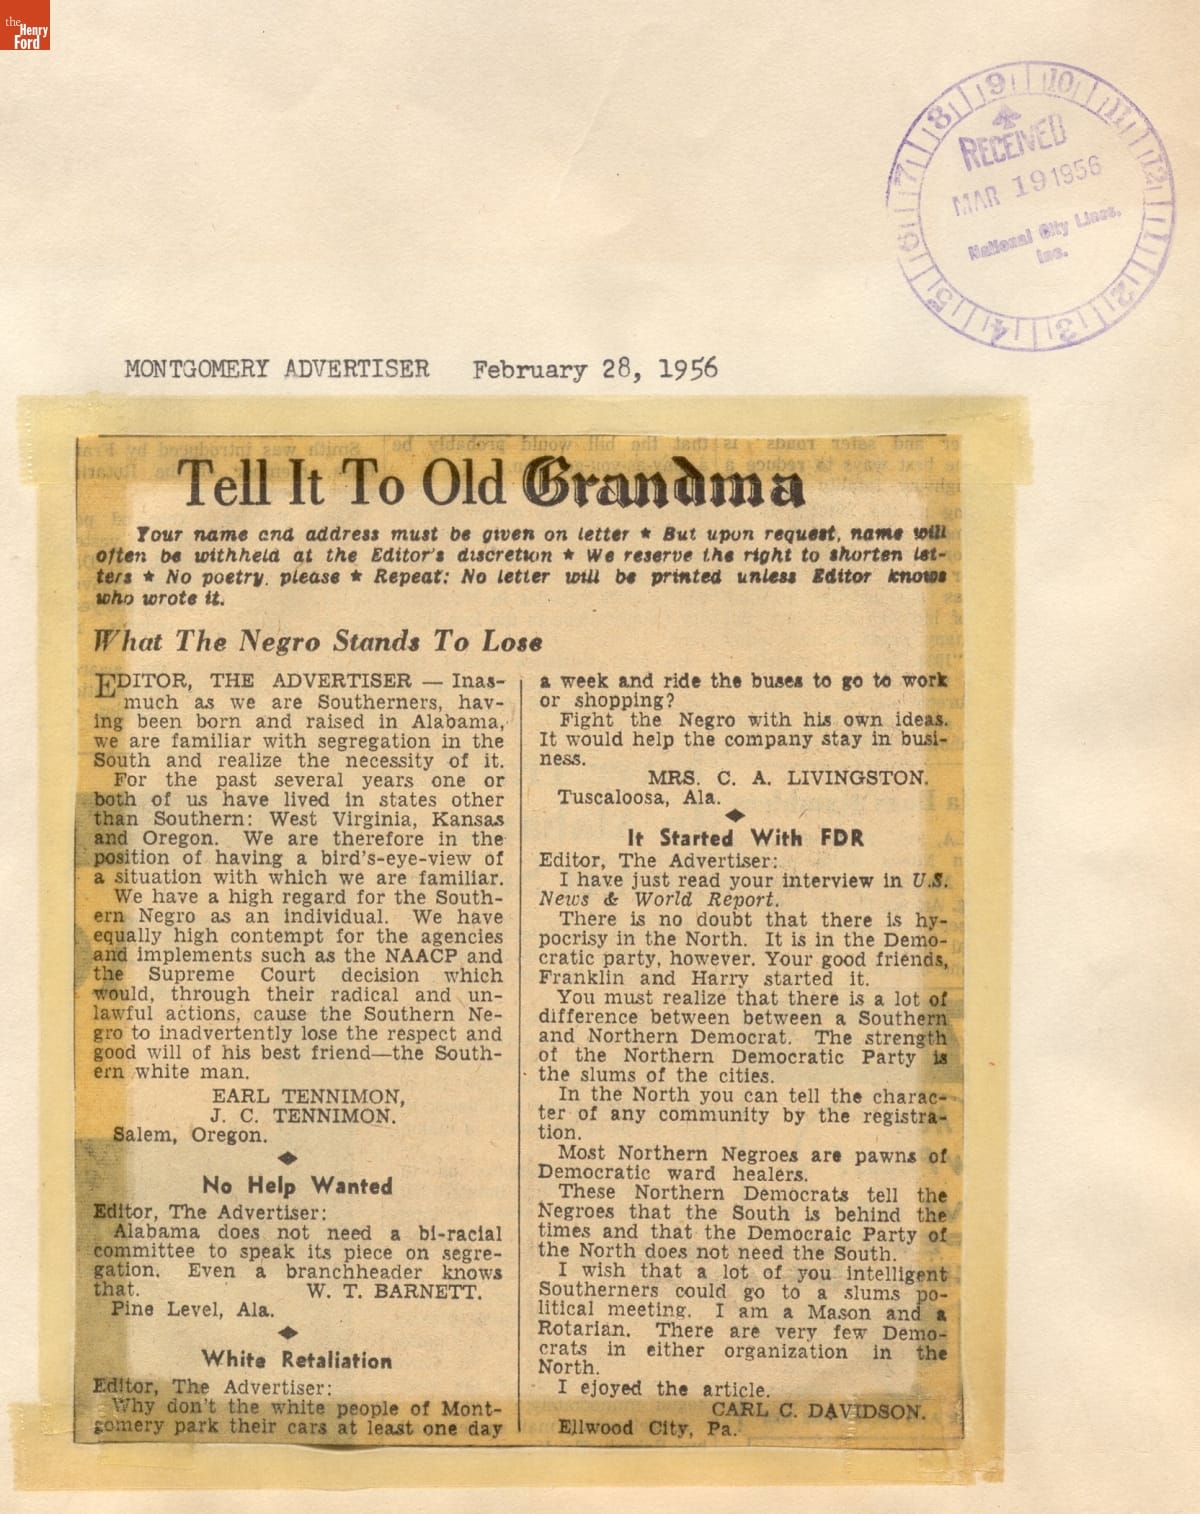 the
Henry
Ford
9 10 11 12 1 2 3 4 5 6 7 8
RECEIVED
MAR 19 1956
National City Lines,
Inc.
MONTGOMERY ADVERTISER February 28, 1956
Tell It To Old Grandma
Your name and address must be given on letter ★ But upon request, name will
often be withheld at the Editor's discretion ★ We reserve the right to shorten let-
ters ★ No poetry, please ★ Repeat: No letter will be printed unless Editor knows
who wrote it.
What The Negro Stands To Lose
EDITOR, THE ADVERTISER — Inas-
much as we are Southerners, hav-
ing been born and raised in Alabama,
we are familiar with segregation in the
South and realize the necessity of it.
For the past several years one or
both of us have lived in states other
than Southern: West Virginia, Kansas
and Oregon. We are therefore in the
position of having a bird's-eye-view of
a situation with which we are familiar.
We have a high regard for the South-
ern Negro as an individual. We have
equally high contempt for the agencies
and implements such as the NAACP and
the Supreme Court decision which
would, through their radical and un-
lawful actions, cause the Southern Ne-
gro to inadvertently lose the respect and
good will of his best friend—the South-
ern white man.
EARL TENNIMON,
J. C. TENNIMON.
Salem, Oregon.
No Help Wanted
Editor, The Advertiser:
Alabama does not need a bi-racial
committee to speak its piece on segre-
gation. Even a branchheader knows
that. W. T. BARNETT.
Pine Level, Ala.
White Retaliation
Editor, The Advertiser:
Why don't the white people of Mont-
gomery park their cars at least one day
a week and ride the buses to go to work
or shopping?
Fight the Negro with his own ideas.
It would help the company stay in busi-
ness.
MRS. C. A. LIVINGSTON.
Tuscaloosa, Ala.
It Started With FDR
Editor, The Advertiser:
I have just read your interview in U.S.
News & World Report.
There is no doubt that there is hy-
pocrisy in the North. It is in the Demo-
cratic party, however. Your good friends,
Franklin and Harry started it.
You must realize that there is a lot of
difference between between a Southern
and Northern Democrat. The strength
of the Northern Democratic Party is
the slums of the cities.
In the North you can tell the charac-
ter of any community by the registra-
tion.
Most Northern Negroes are pawns of
Democratic ward healers.
These Northern Democrats tell the
Negroes that the South is behind the
times and that the Democraic Party of
the North does not need the South.
I wish that a lot of you intelligent
Southerners could go to a slums po-
litical meeting. I am a Mason and a
Rotarian. There are very few Demo-
crats in either organization in the
North.
I ejoyed the article.
CARL C. DAVIDSON.
Ellwood City, Pa.